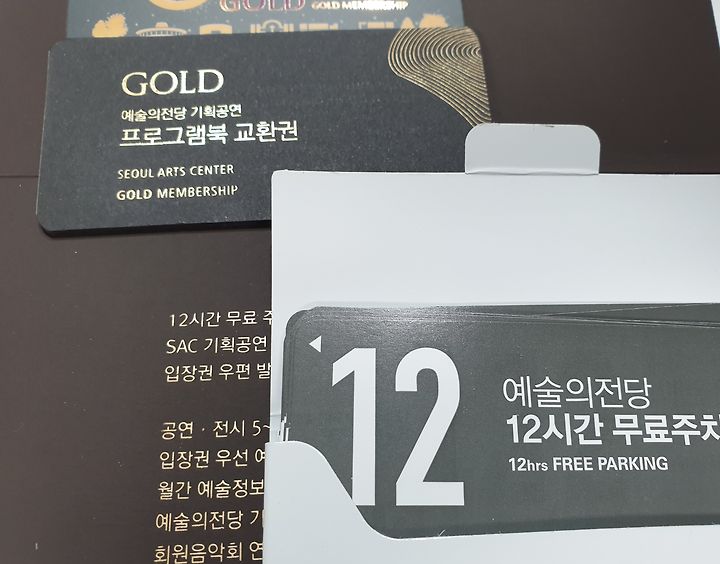 GOLD GOLD MEMBERSHIP
GOLD
예술의전당 기획공연
프로그램북 교환권
SEOUL ARTS CENTER
GOLD MEMBERSHIP
12시간 무료
SAC 기획공연
입장권 우편
공연 · 전시 5~
입장권 우선
월간 예술정보
예술의전당
회원음악회
12
예술의전당
12시간 무료주차
12hrs FREE PARKING